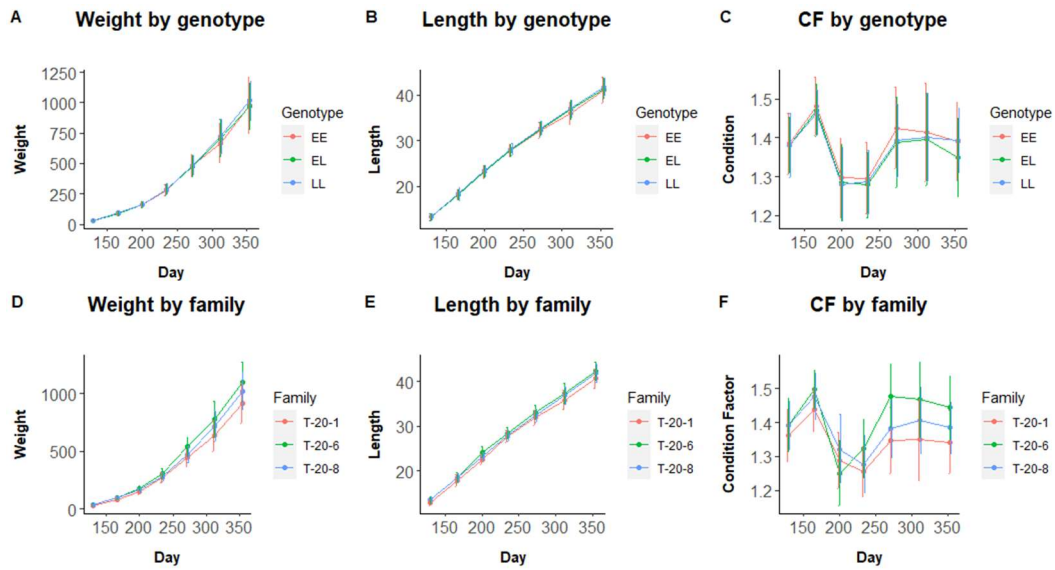 A Weight by genotype
Weight
1250
1000
750
500
250
0
150 200 250 300 350
Day
Genotype
EE
EL
LL
B Length by genotype
Length
40
30
20
150 200 250 300 350
Day
Genotype
EE
EL
LL
C CF by genotype
Condition
1.5
1.4
1.3
1.2
150 200 250 300 350
Day
Genotype
EE
EL
LL
D Weight by family
Weight
1000
500
0
150 200 250 300 350
Day
Family
T-20-1
T-20-6
T-20-8
E Length by family
Length
40
30
20
150 200 250 300 350
Day
Family
T-20-1
T-20-6
T-20-8
F CF by family
Condition Factor
1.5
1.4
1.3
1.2
150 200 250 300 350
Day
Family
T-20-1
T-20-6
T-20-8